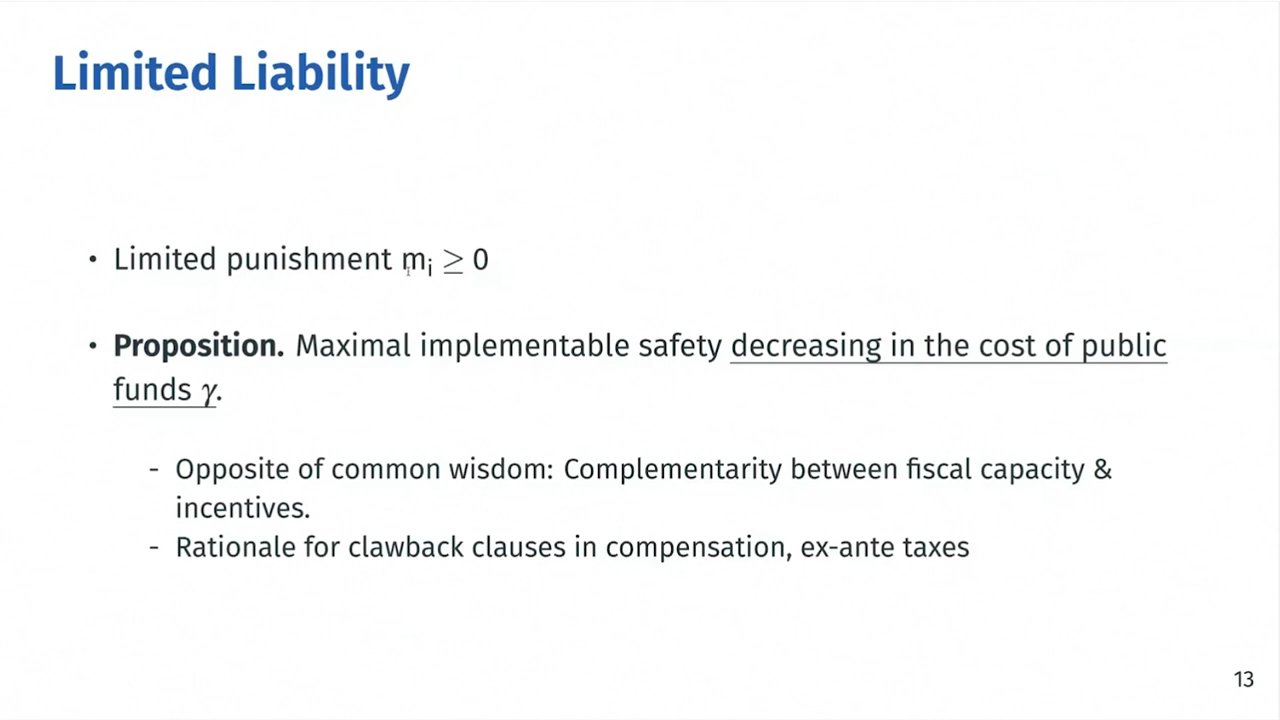 Limited Liability
• Limited punishment mᵢ ≥ 0
• Proposition. Maximal implementable safety decreasing in the cost of public
funds γ.
- Opposite of common wisdom: Complementarity between fiscal capacity &
incentives.
- Rationale for clawback clauses in compensation, ex-ante taxes
13